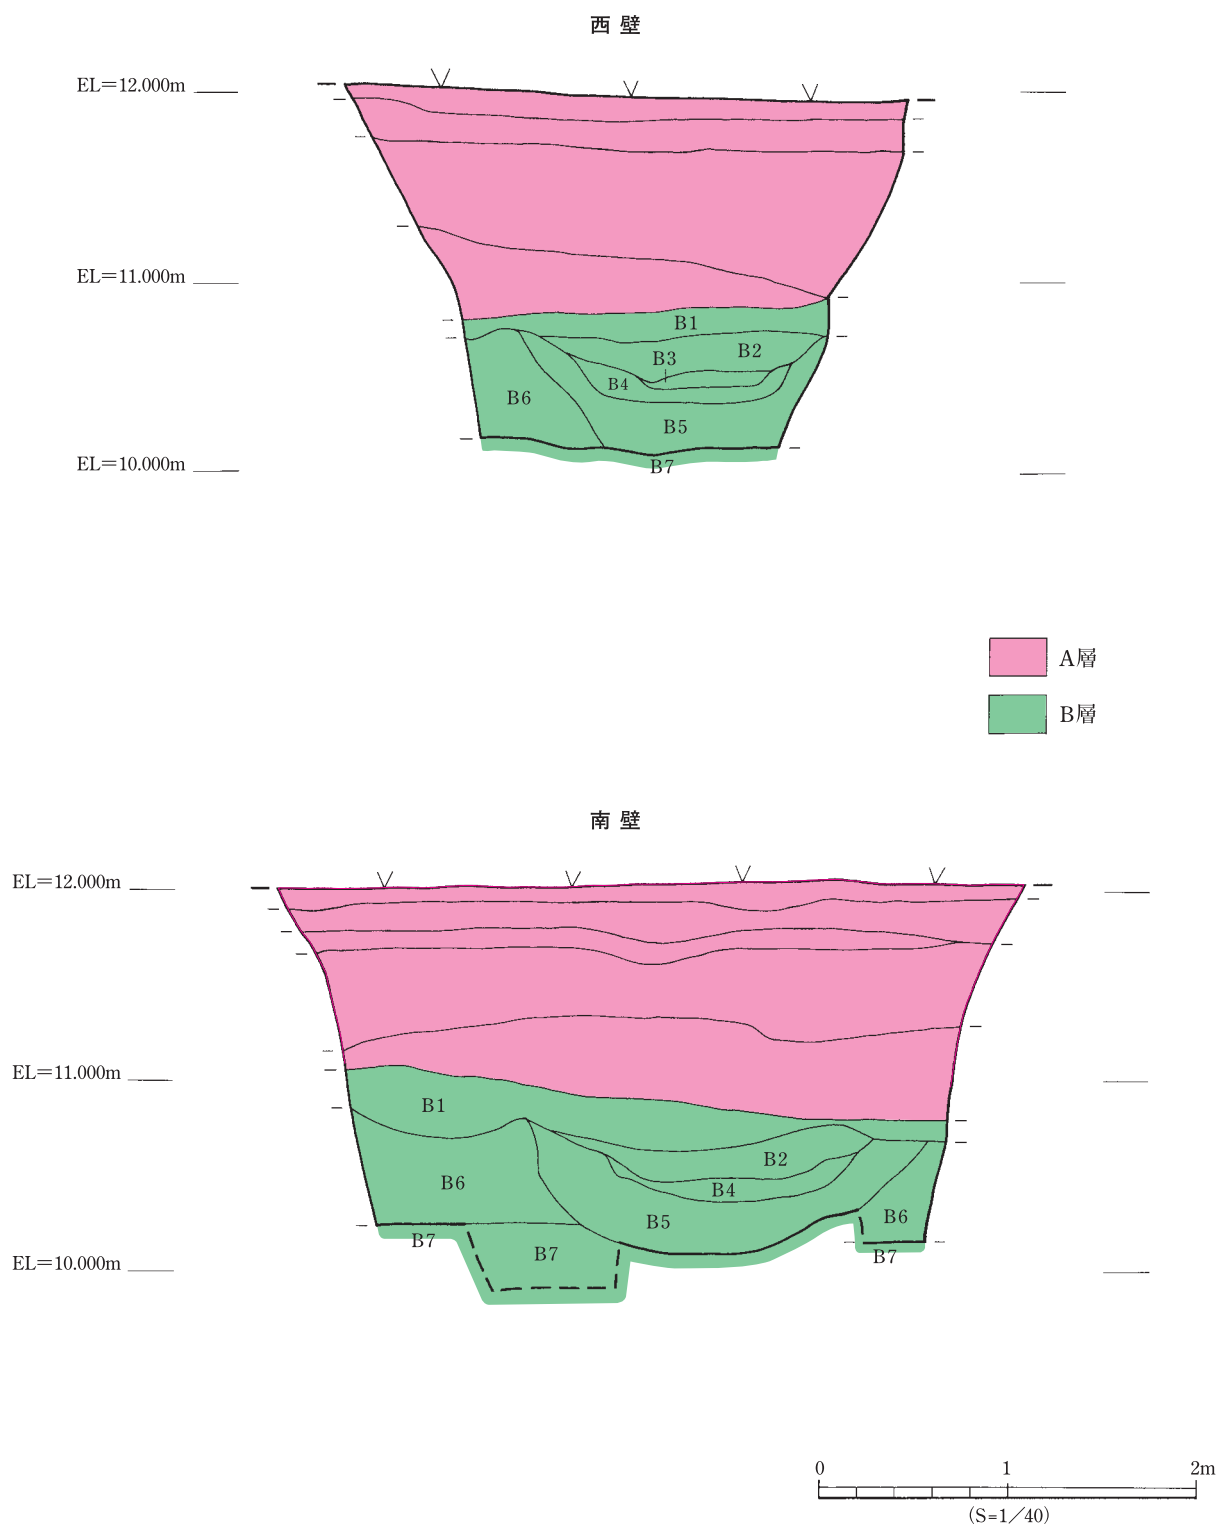 西壁
EL=12.000m
EL=11.000m
B1
B3
B2
B4
B6
B5
EL=10.000m
B7
A層
B層
南壁
EL=12.000m
EL=11.000m
B1
B2
B6
B4
B5
B6
B7
B7
B7
EL=10.000m
0 1 2m
(S=1/40)